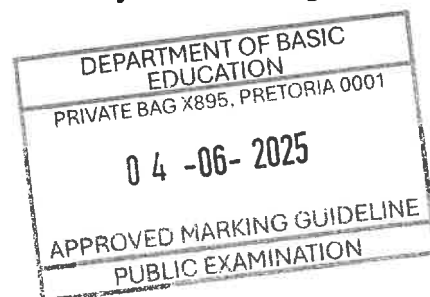 DEPARTMENT OF BASIC
EDUCATION
PRIVATE BAG X895, PRETORIA 0001
04 -06- 2025
APPROVED MARKING GUIDELINE
PUBLIC EXAMINATION